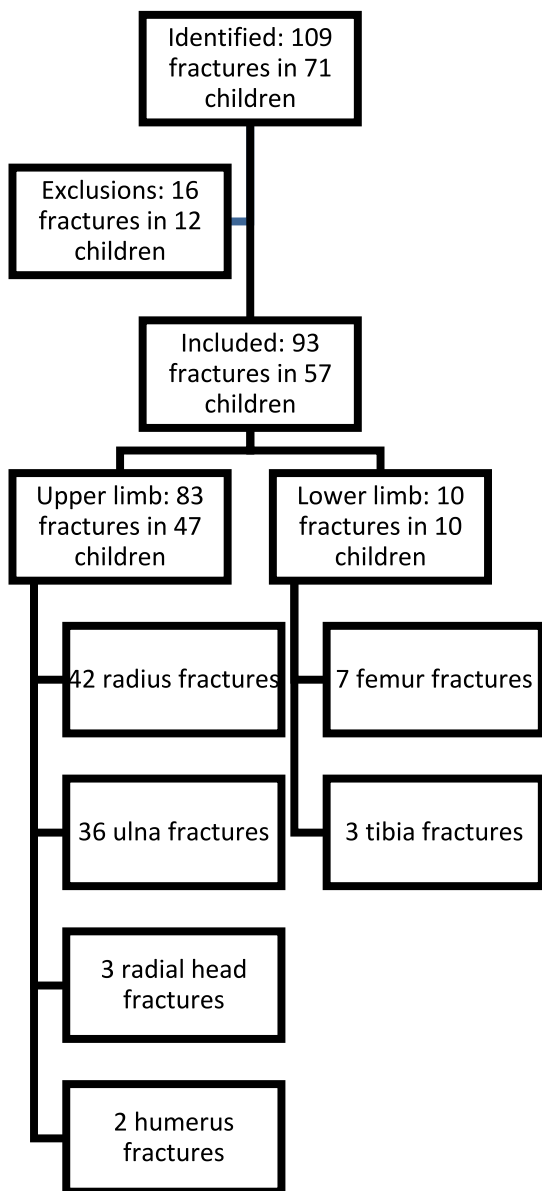 Identified: 109
fractures in 71
children
Exclusions: 16
fractures in 12
children
Included: 93
fractures in 57
children
Upper limb: 83
fractures in 47
children
Lower limb: 10
fractures in 10
children
42 radius fractures
7 femur fractures
36 ulna fractures
3 tibia fractures
3 radial head
fractures
2 humerus
fractures